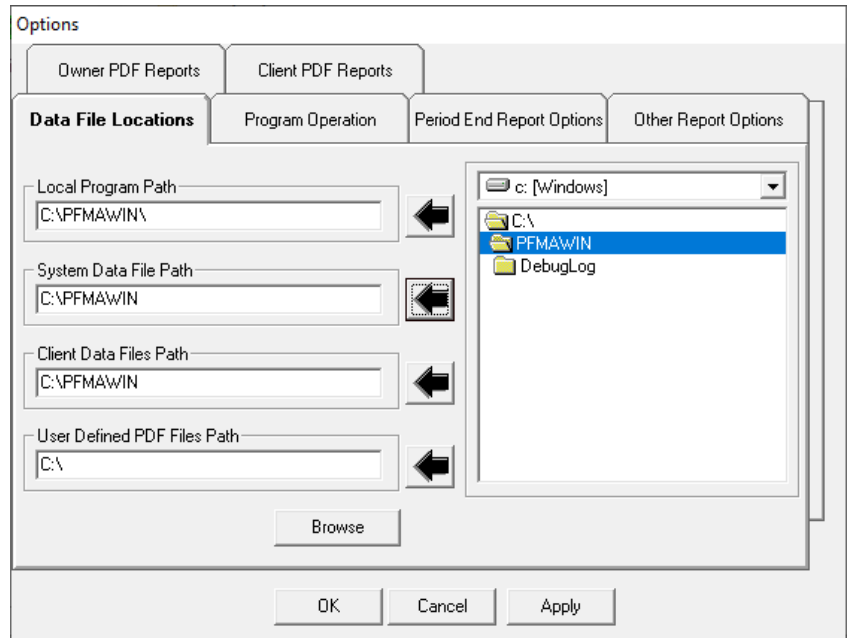 Options
Owner PDF Reports
Client PDF Reports
Data File Locations
Program Operation
Period End Report Options
Other Report Options
Local Program Path
C:\PFMAWIN\
System Data File Path
C:\PFMAWIN
Client Data Files Path
C:\PFMAWIN
User Defined PDF Files Path
C:\
Browse
c: [Windows]
C:\
PFMAWIN
DebugLog
OK
Cancel
Apply